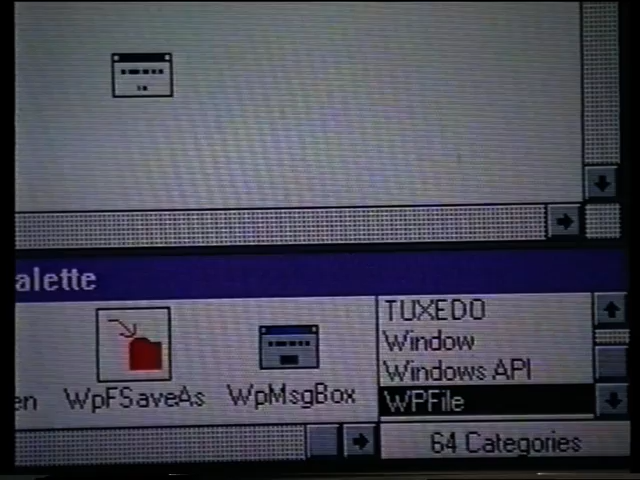 alette
TUXEDO
Window
Windows API
WPFile
en WpFSaveAs WpMsgBox
64 Categories